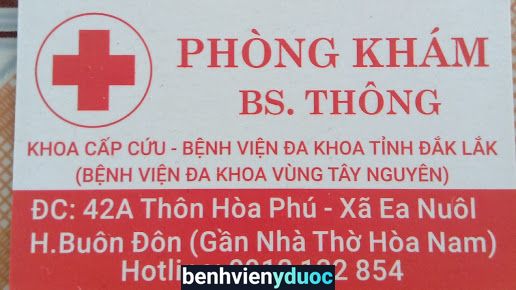 PHÒNG KHÁM
BS. THÔNG
KHOA CẤP CỨU - BỆNH VIỆN ĐA KHOA TỈNH ĐẮK LẮK
(BỆNH VIỆN ĐA KHOA VÙNG TÂY NGUYÊN)
ĐC: 42A Thôn Hòa Phú - Xã Ea Nuôl
H.Buôn Đôn (Gần Nhà Thờ Hòa Nam)
854
benhvienyduoc